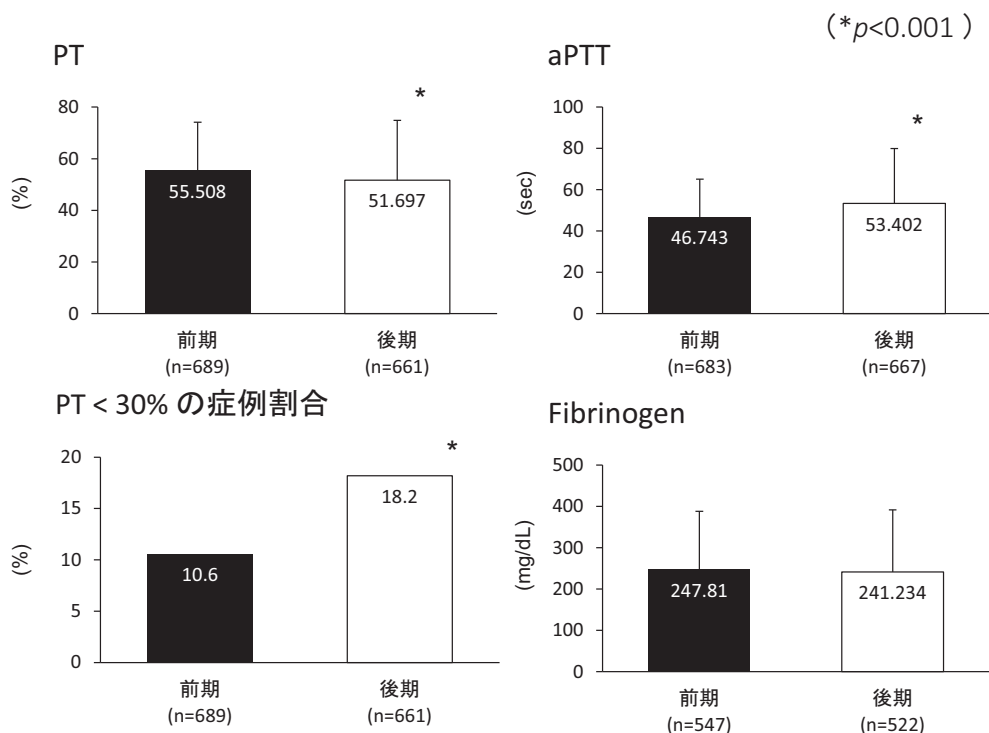 （*p<0.001 ）
PT
*
80
60
40
20
0
(%)
55.508
51.697
前期
(n=689)
後期
(n=661)
aPTT
*
100
80
60
40
20
0
(sec)
46.743
53.402
前期
(n=683)
後期
(n=667)
PT < 30% の症例割合
*
20
15
10
5
0
(%)
10.6
18.2
前期
(n=689)
後期
(n=661)
Fibrinogen
500
400
300
200
100
0
(mg/dL)
247.81
241.234
前期
(n=547)
後期
(n=522)